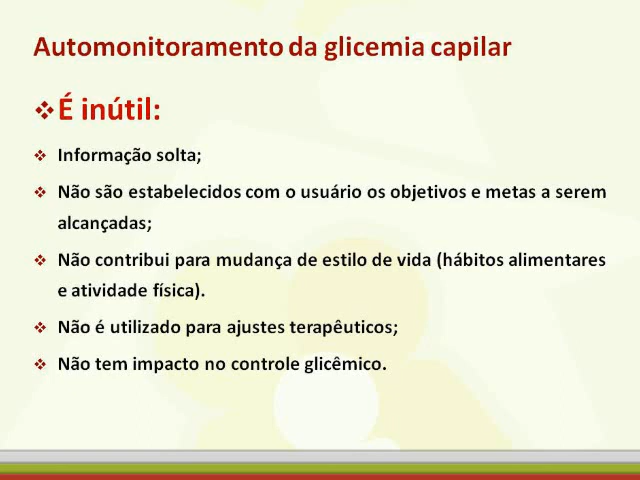 Automonitoramento da glicemia capilar
É inútil:
Informação solta;
Não são estabelecidos com o usuário os objetivos e metas a serem
alcançadas;
Não contribui para mudança de estilo de vida (hábitos alimentares
e atividade física).
Não é utilizado para ajustes terapêuticos;
Não tem impacto no controle glicêmico.